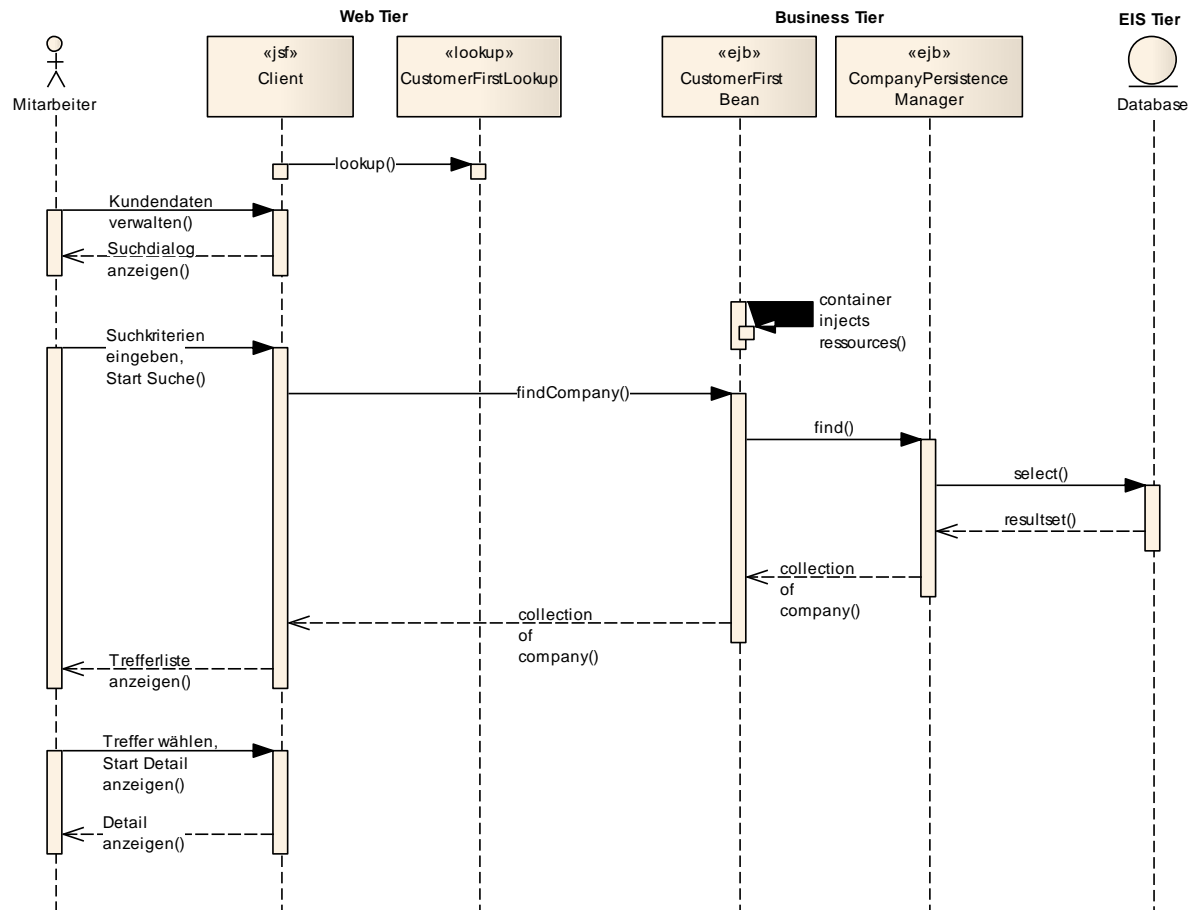 Web Tier
Business Tier
EIS Tier
«jsf»
Client
«lookup»
CustomerFirstLookup
«ejb»
CustomerFirst
Bean
«ejb»
CompanyPersistence
Manager
Mitarbeiter
Database
lookup()
Kundendaten
verwalten()
Suchdialog
anzeigen()
container
injects
ressources()
Suchkriterien
eingeben,
Start Suche()
findCompany()
find()
select()
resultset()
collection
of
company()
collection
of
company()
Trefferliste
anzeigen()
Treffer wählen,
Start Detail
anzeigen()
Detail
anzeigen()